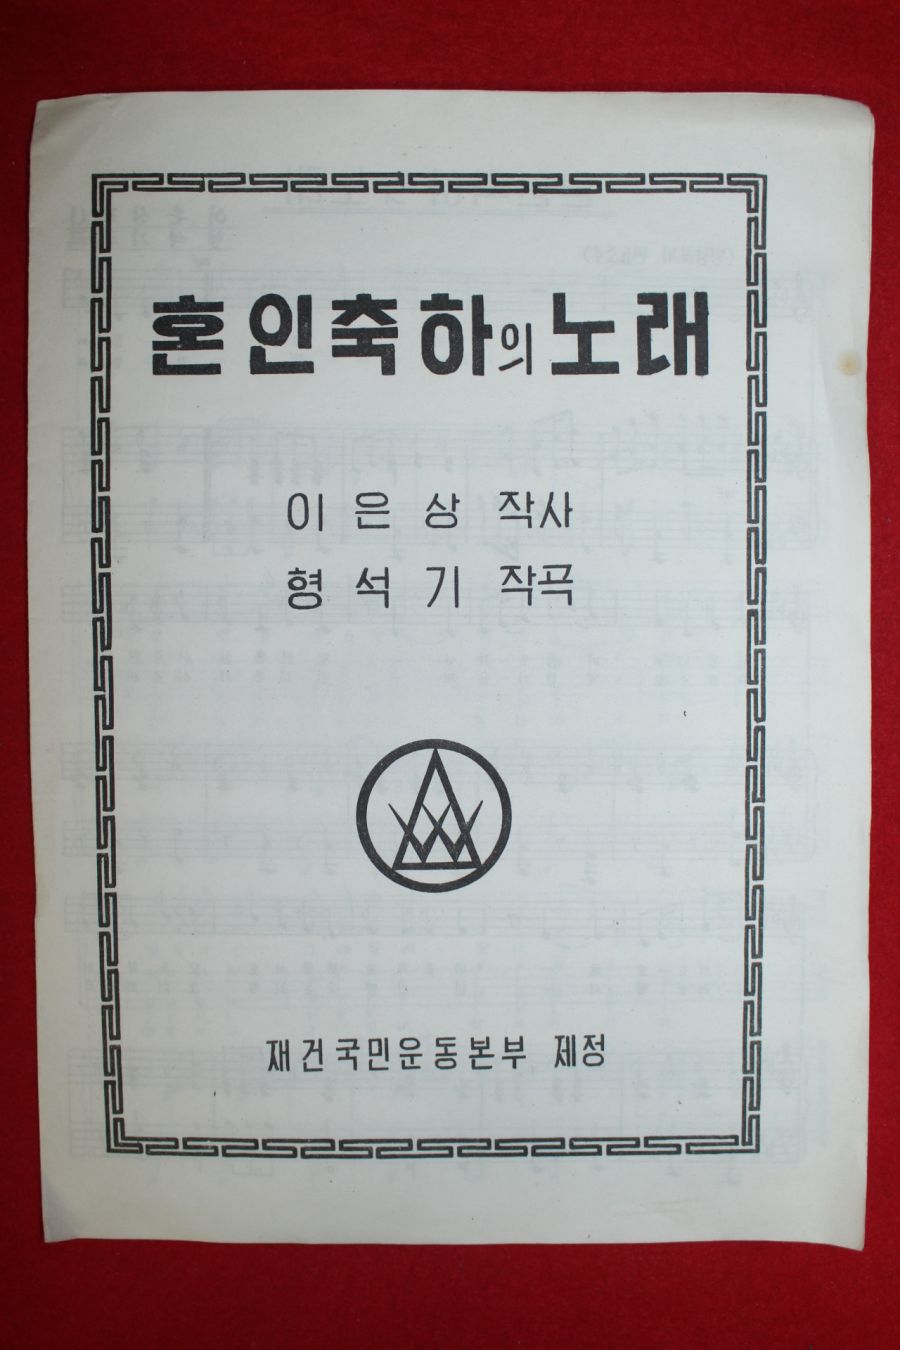 혼인축하의노래
이은상 작사
형석기 작곡
재건국민운동본부 제정